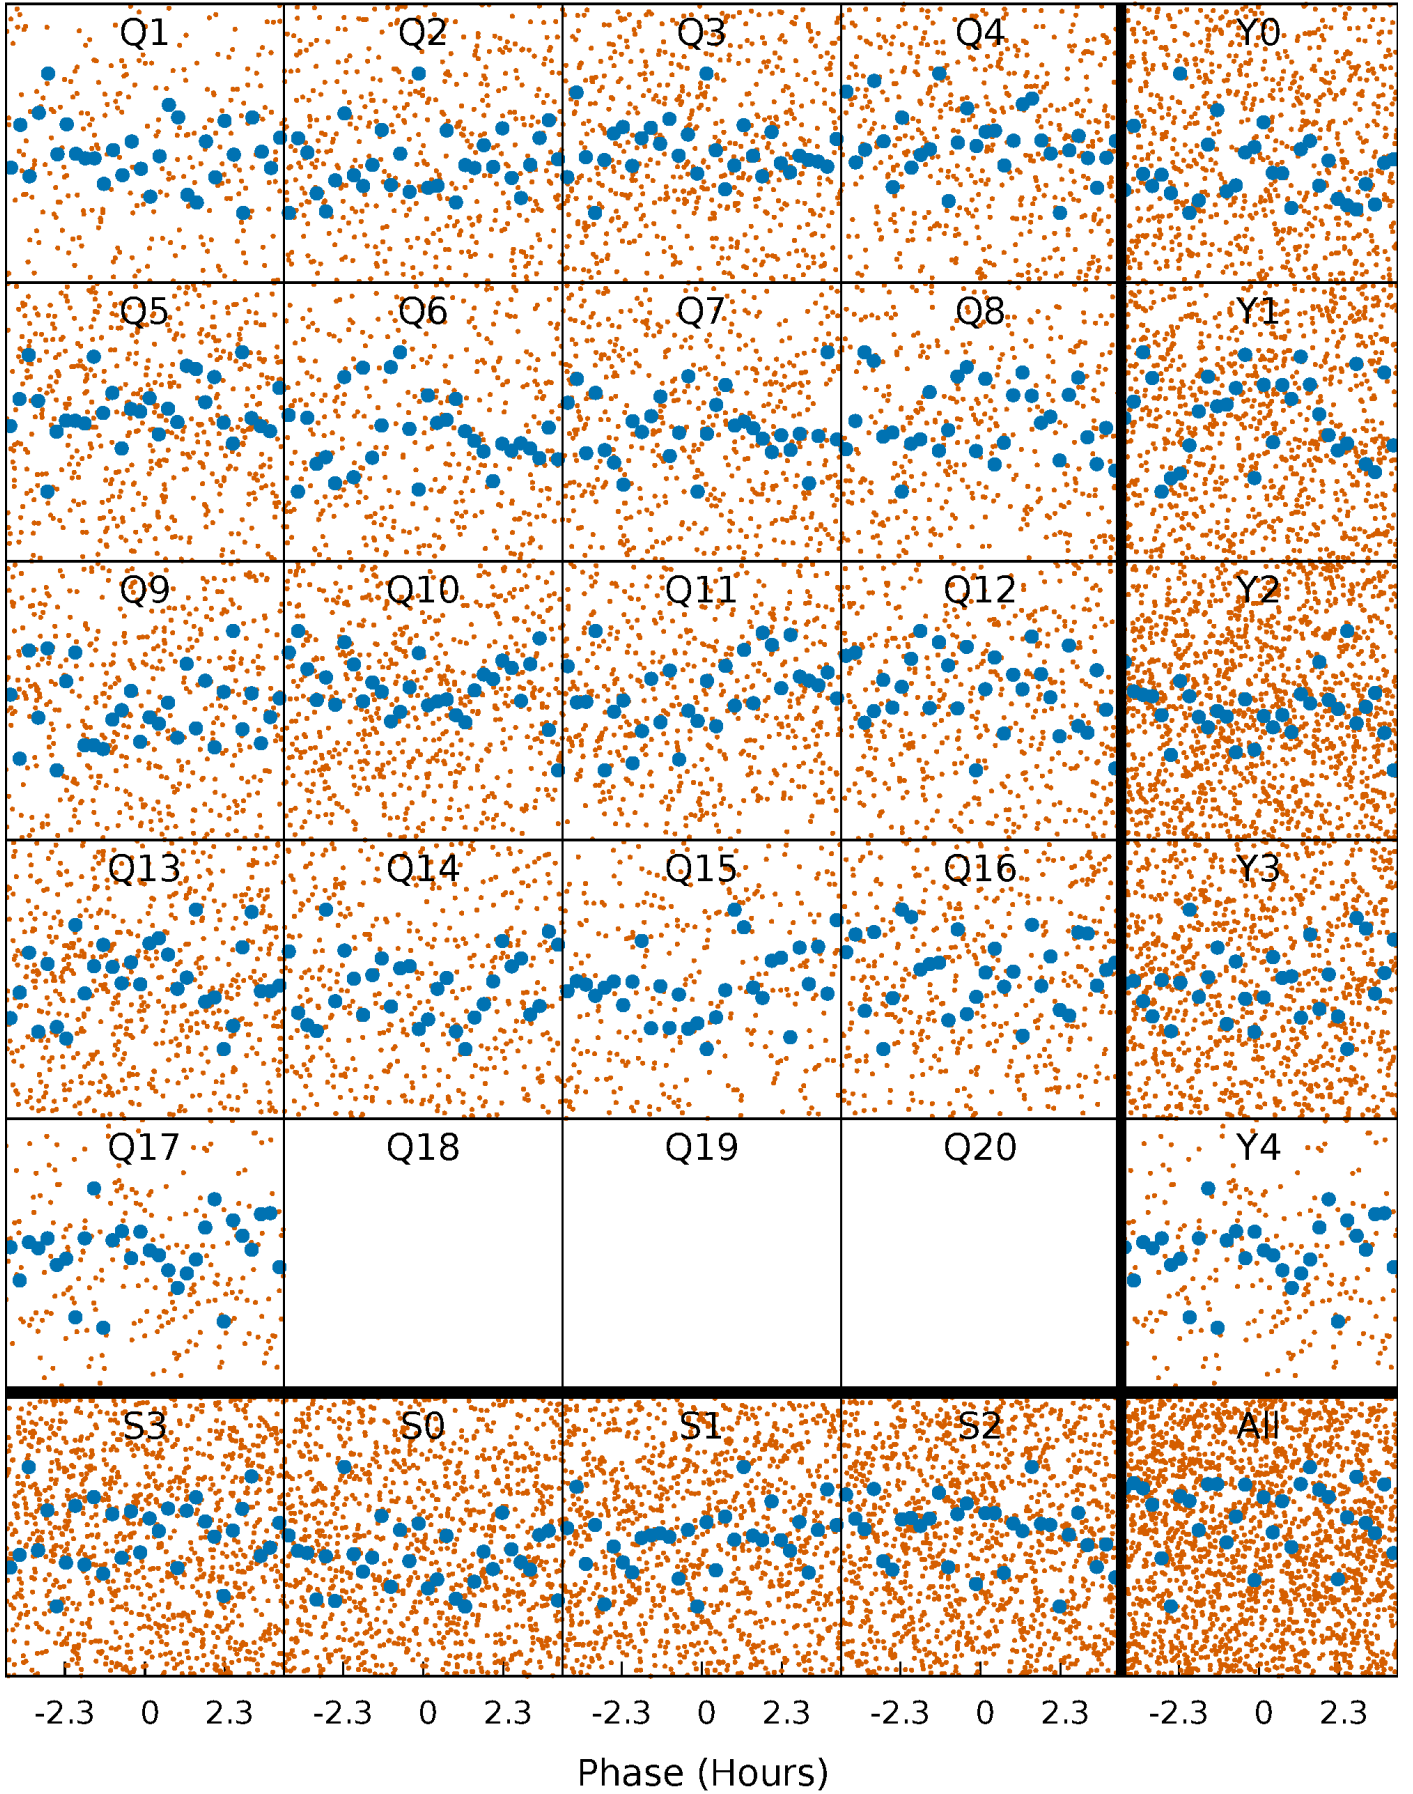 Q1 Q2 Q3 Q4 Y0
Q5 Q6 Q7 Q8 Y1
Q9 Q10 Q11 Q12 Y2
Q13 Q14 Q15 Q16 Y3
Q17 Q18 Q19 Q20 Y4
S3 S0 S1 S2 All
-2.3 0 2.3 -2.3 0 2.3 -2.3 0 2.3 -2.3 0 2.3 -2.3 0 2.3
Phase (Hours)